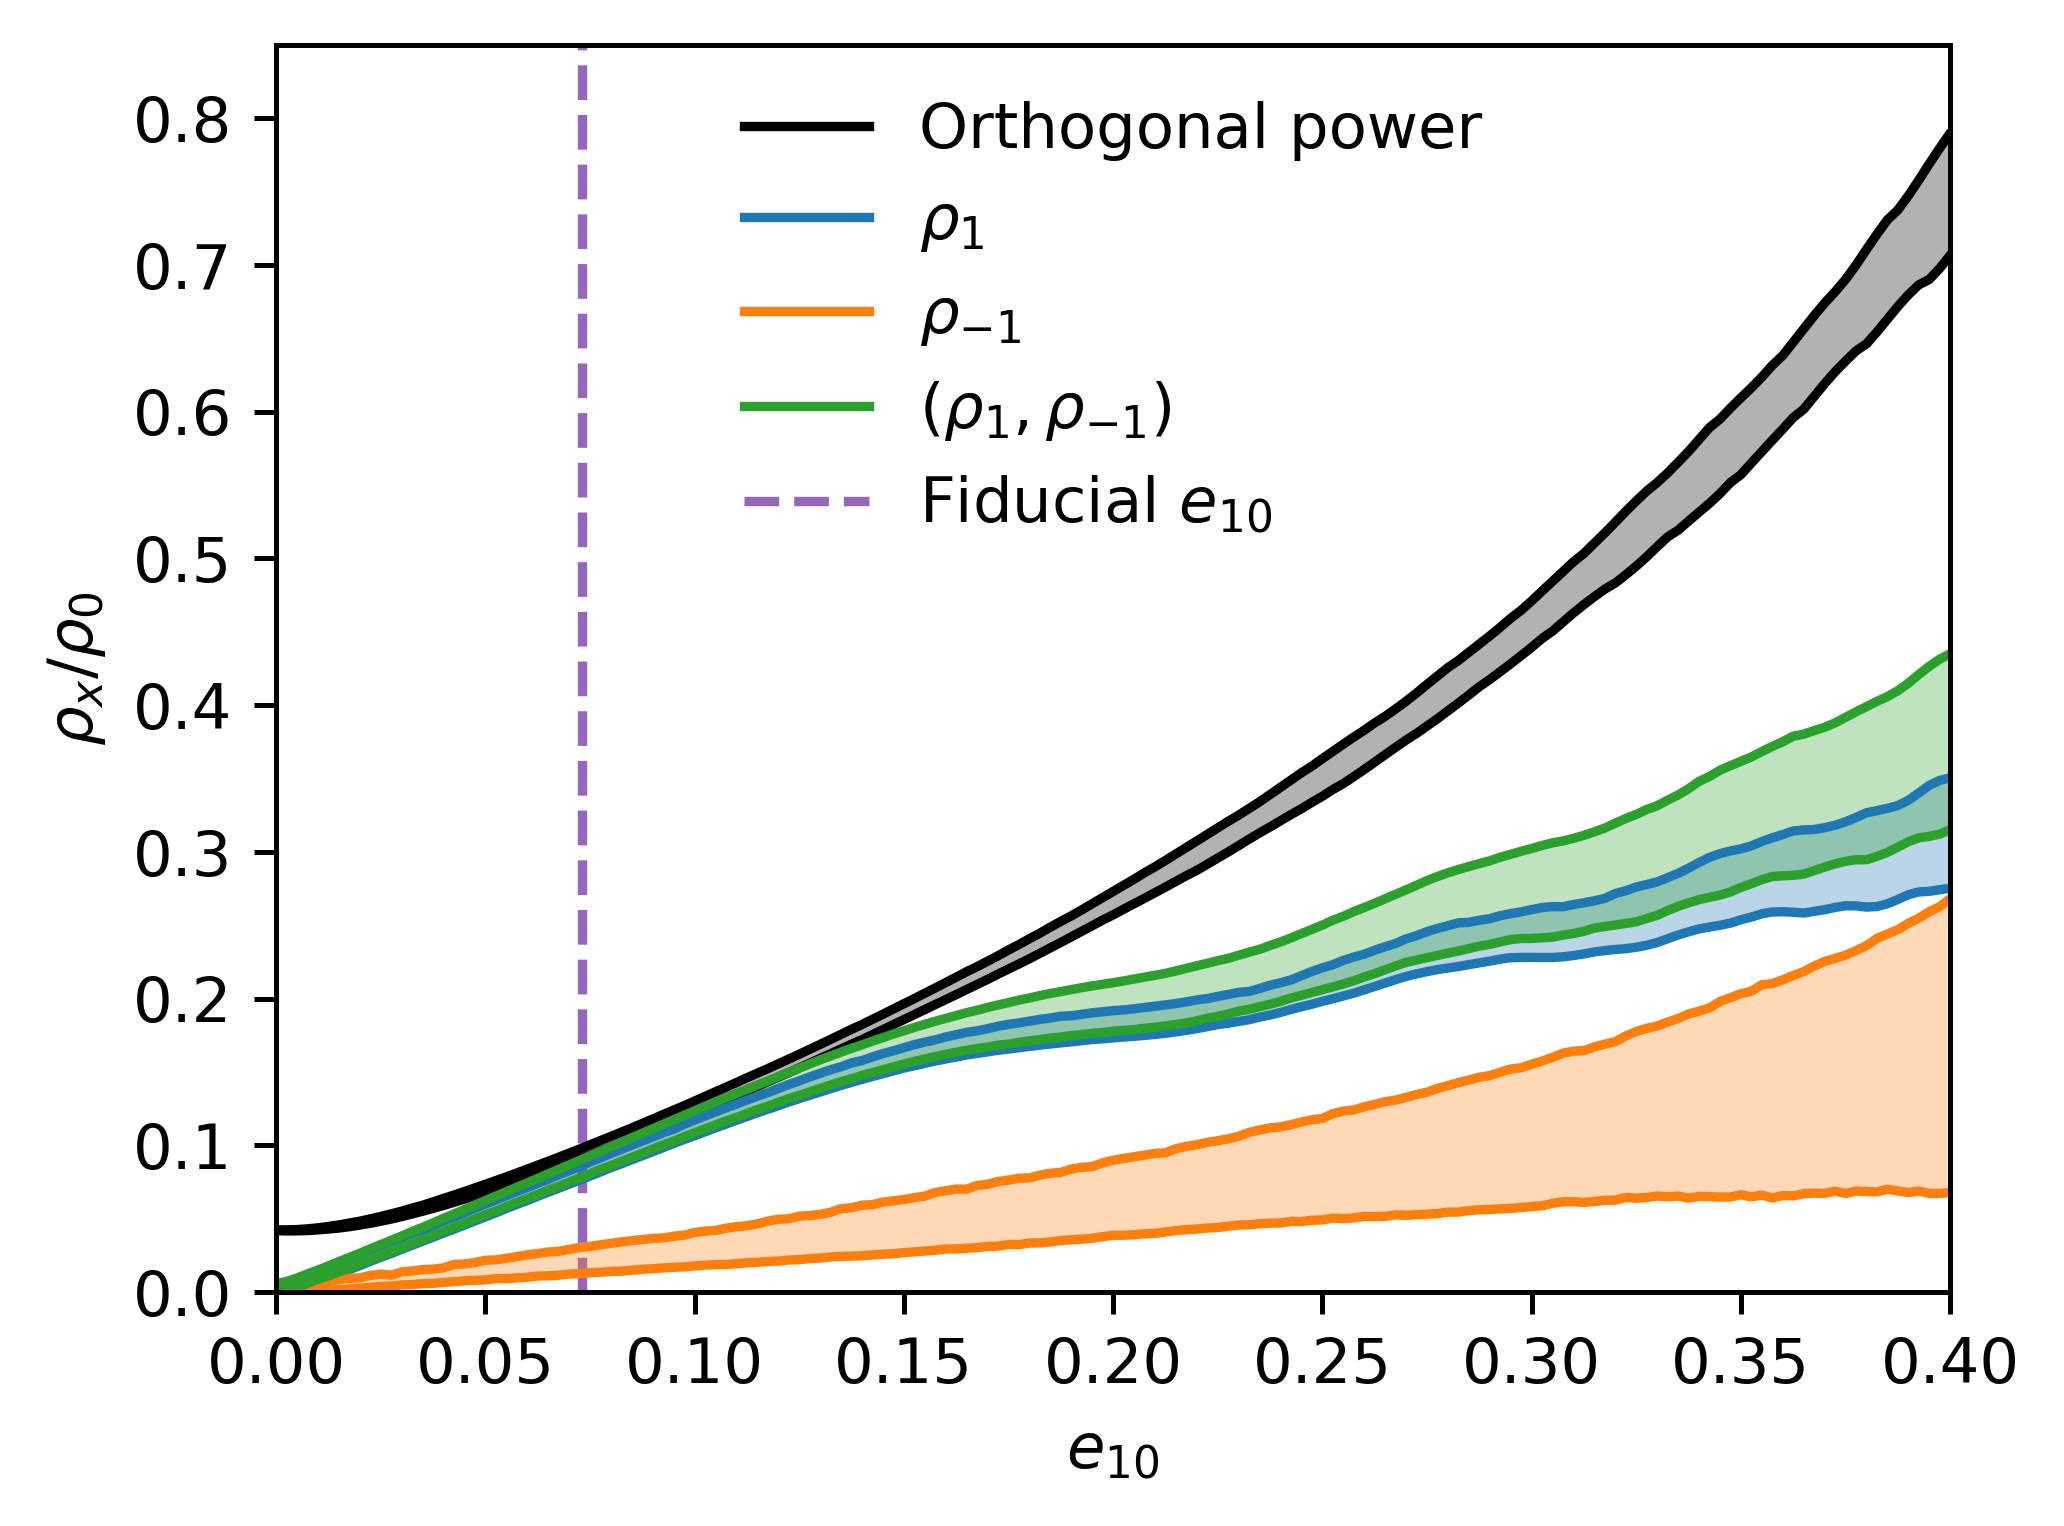 0.8
0.7
0.6
0.5
0.4
0.3
0.2
0.1
0.0
ρₓ/ρ₀
Orthogonal power
ρ₁
ρ₋₁
(ρ₁, ρ₋₁)
Fiducial e₁₀
0.00 0.05 0.10 0.15 0.20 0.25 0.30 0.35 0.40
e₁₀